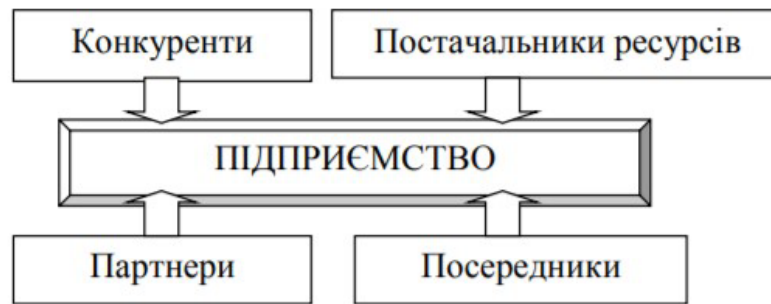 Конкуренти
Постачальники ресурсів
ПІДПРИЄМСТВО
Партнери
Посередники